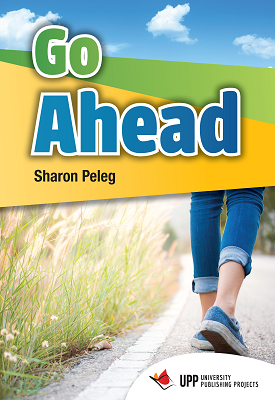 Go
Ahead
Sharon Peleg
UPP UNIVERSITY
PUBLISHING PROJECTS